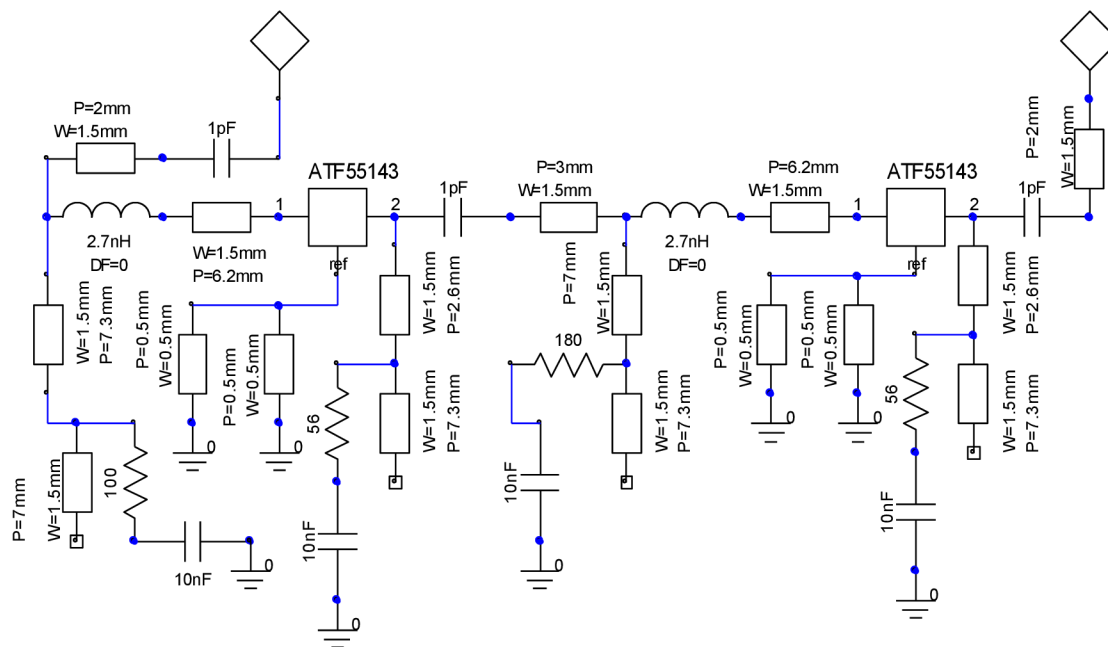 P=2mm
W=1.5mm
1pF
ATF55143
1
2
2.7nH
DF=0
W=1.5mm
P=6.2mm
ref
1pF
P=3mm
W=1.5mm
P=6.2mm
W=1.5mm
2.7nH
DF=0
ATF55143
1
2
ref
1pF
P=2mm
W=1.5mm
W=1.5mm
P=7.3mm
P=0.5mm
W=0.5mm
0
P=0.5mm
W=0.5mm
0
W=1.5mm
P=2.6mm
56
W=1.5mm
P=7.3mm
10nF
0
P=7mm
W=1.5mm
100
10nF
0
P=7mm
W=1.5mm
180
W=1.5mm
P=7.3mm
10nF
0
P=0.5mm
W=0.5mm
0
P=0.5mm
W=0.5mm
0
W=1.5mm
P=2.6mm
56
W=1.5mm
P=7.3mm
10nF
0